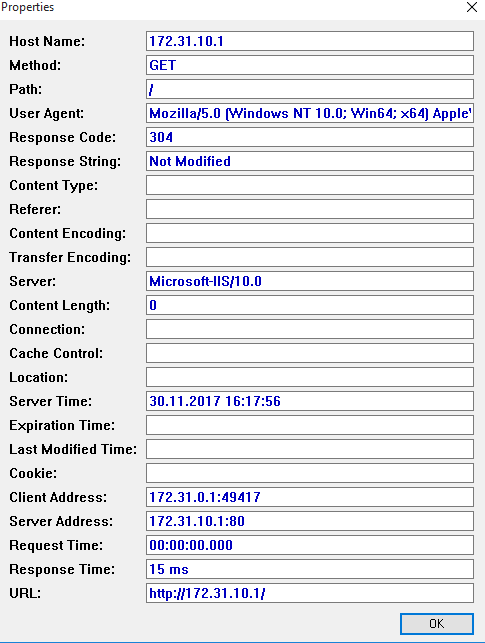 Properties
Host Name: 172.31.10.1
Method: GET
Path: /
User Agent: Mozilla/5.0 (Windows NT 10.0; Win64; x64) Apple
Response Code: 304
Response String: Not Modified
Content Type:
Referer:
Content Encoding:
Transfer Encoding:
Server: Microsoft-IIS/10.0
Content Length: 0
Connection:
Cache Control:
Location:
Server Time: 30.11.2017 16:17:56
Expiration Time:
Last Modified Time:
Cookie:
Client Address: 172.31.0.1:49417
Server Address: 172.31.10.1:80
Request Time: 00:00:00.000
Response Time: 15 ms
URL: http://172.31.10.1/
OK